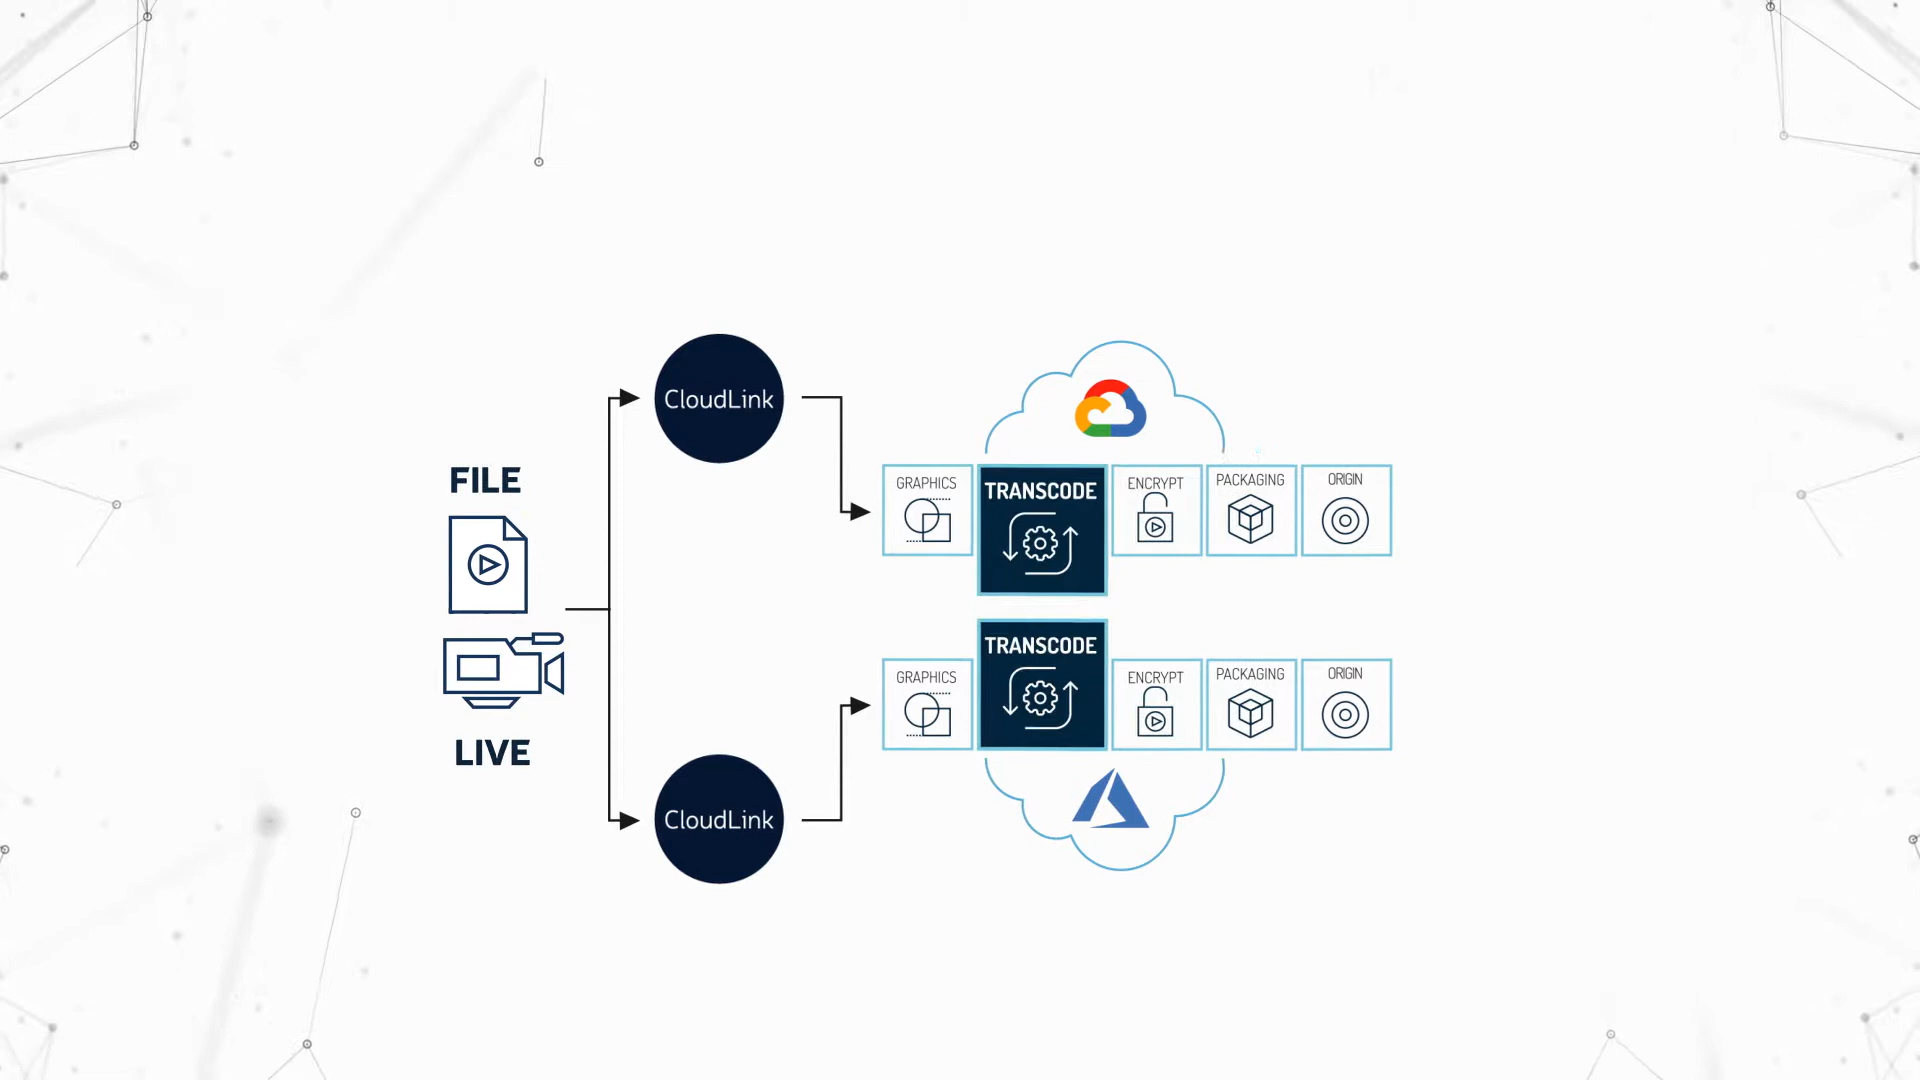 FILE
LIVE
CloudLink
CloudLink
GRAPHICS
TRANSCODE
ENCRYPT
PACKAGING
ORIGIN
GRAPHICS
TRANSCODE
ENCRYPT
PACKAGING
ORIGIN